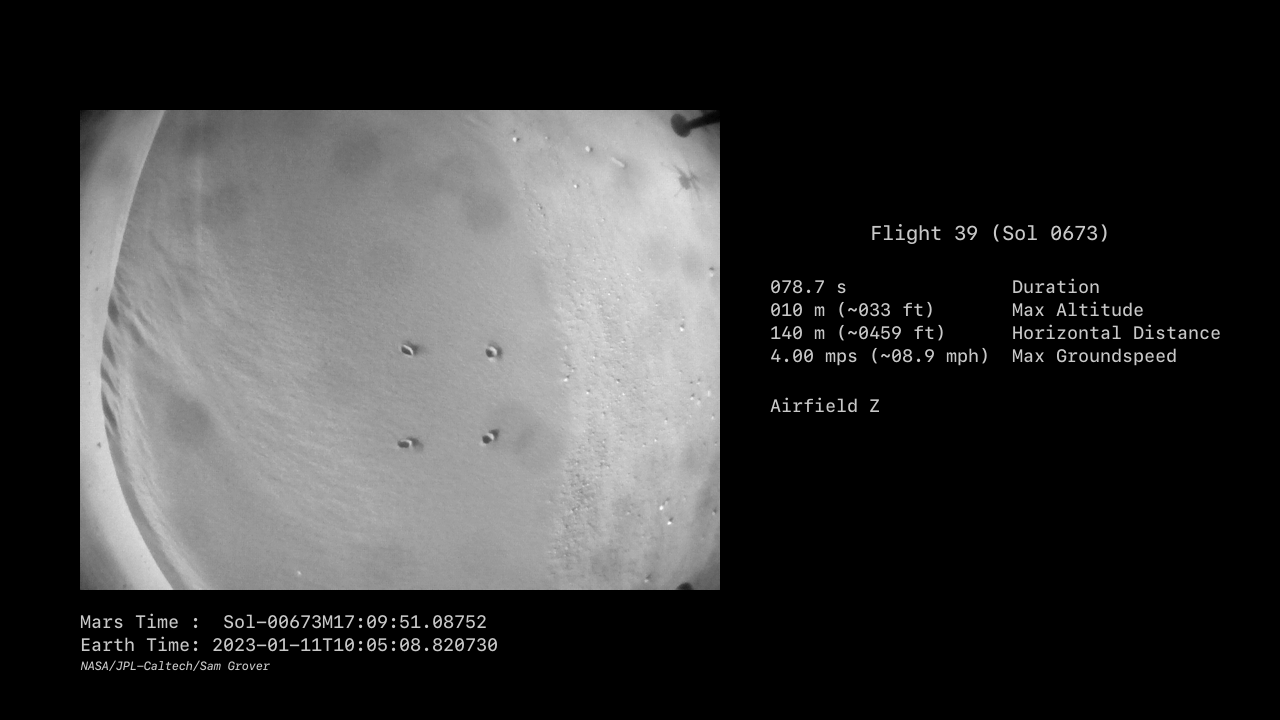 Flight 39 (Sol 0673)
078.7 s Duration
010 m (~033 ft) Max Altitude
140 m (~0459 ft) Horizontal Distance
4.00 mps (~08.9 mph) Max Groundspeed
Airfield Z
Mars Time : Sol-00673M17:09:51.08752
Earth Time: 2023-01-11T10:05:08.820730
NASA/JPL-Caltech/Sam Grover